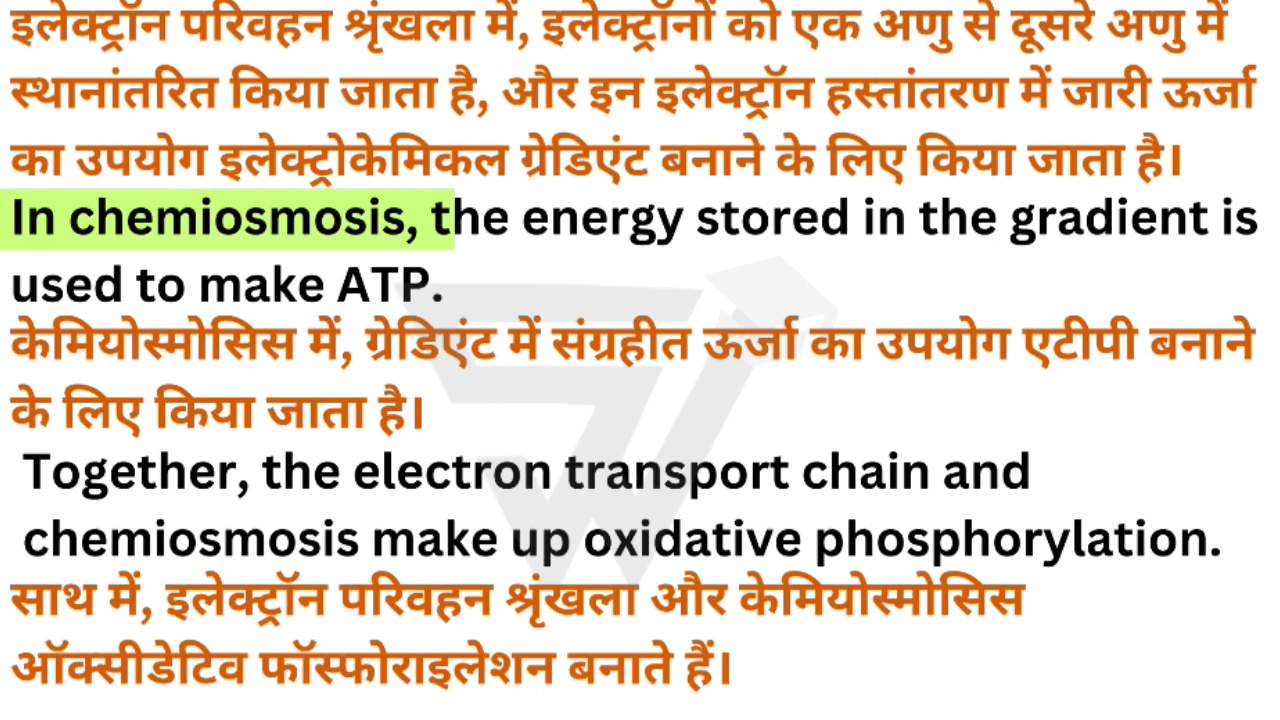 इलेक्ट्रॉन परिवहन श्रृंखला में, इलेक्ट्रॉनों को एक अणु से दूसरे अणु में
स्थानांतरित किया जाता है, और इन इलेक्ट्रॉन हस्तांतरण में जारी ऊर्जा
का उपयोग इलेक्ट्रोकेमिकल ग्रेडिएंट बनाने के लिए किया जाता है।
In chemiosmosis, the energy stored in the gradient is
used to make ATP.
केमियोस्मोसिस में, ग्रेडिएंट में संग्रहीत ऊर्जा का उपयोग एटीपी बनाने
के लिए किया जाता है।
Together, the electron transport chain and
chemiosmosis make up oxidative phosphorylation.
साथ में, इलेक्ट्रॉन परिवहन श्रृंखला और केमियोस्मोसिस
ऑक्सीडेटिव फॉस्फोराइलेशन बनाते हैं।